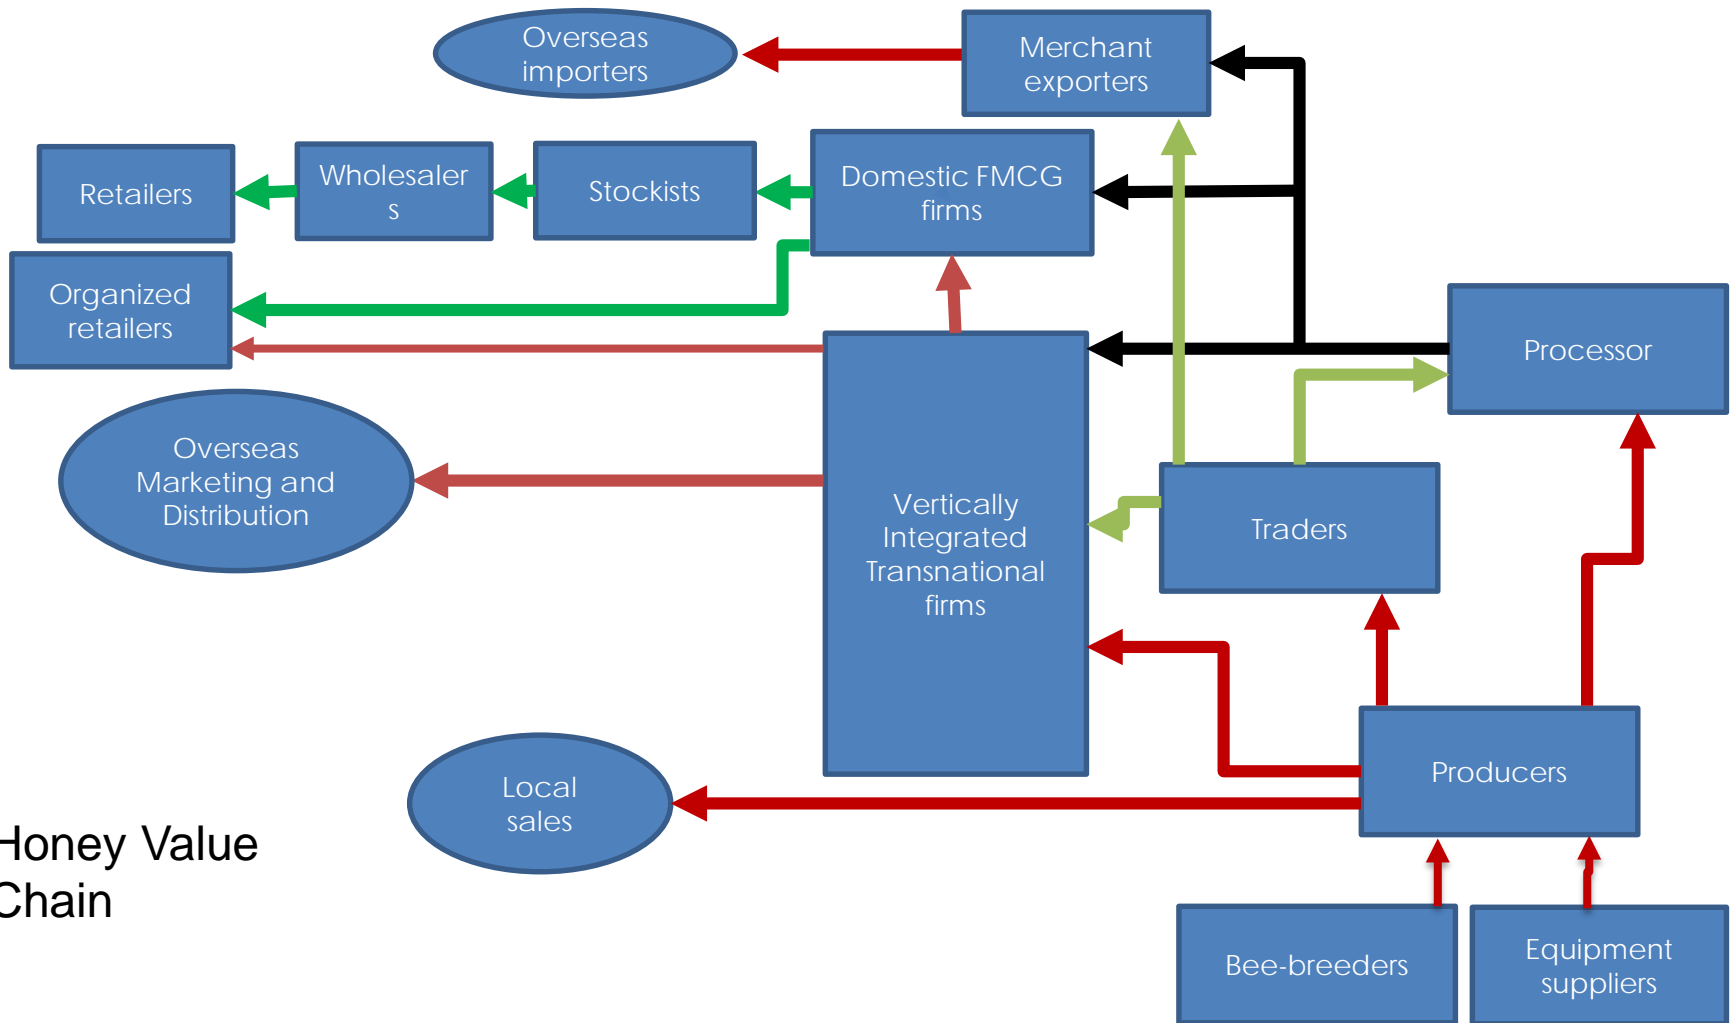 Overseas
importers
Merchant
exporters
Retailers
Wholesaler
s
Stockists
Domestic FMCG
firms
Organized
retailers
Processor
Overseas
Marketing and
Distribution
Vertically
Integrated
Transnational
firms
Traders
Local
sales
Producers
Honey Value
Chain
Bee-breeders
Equipment
suppliers